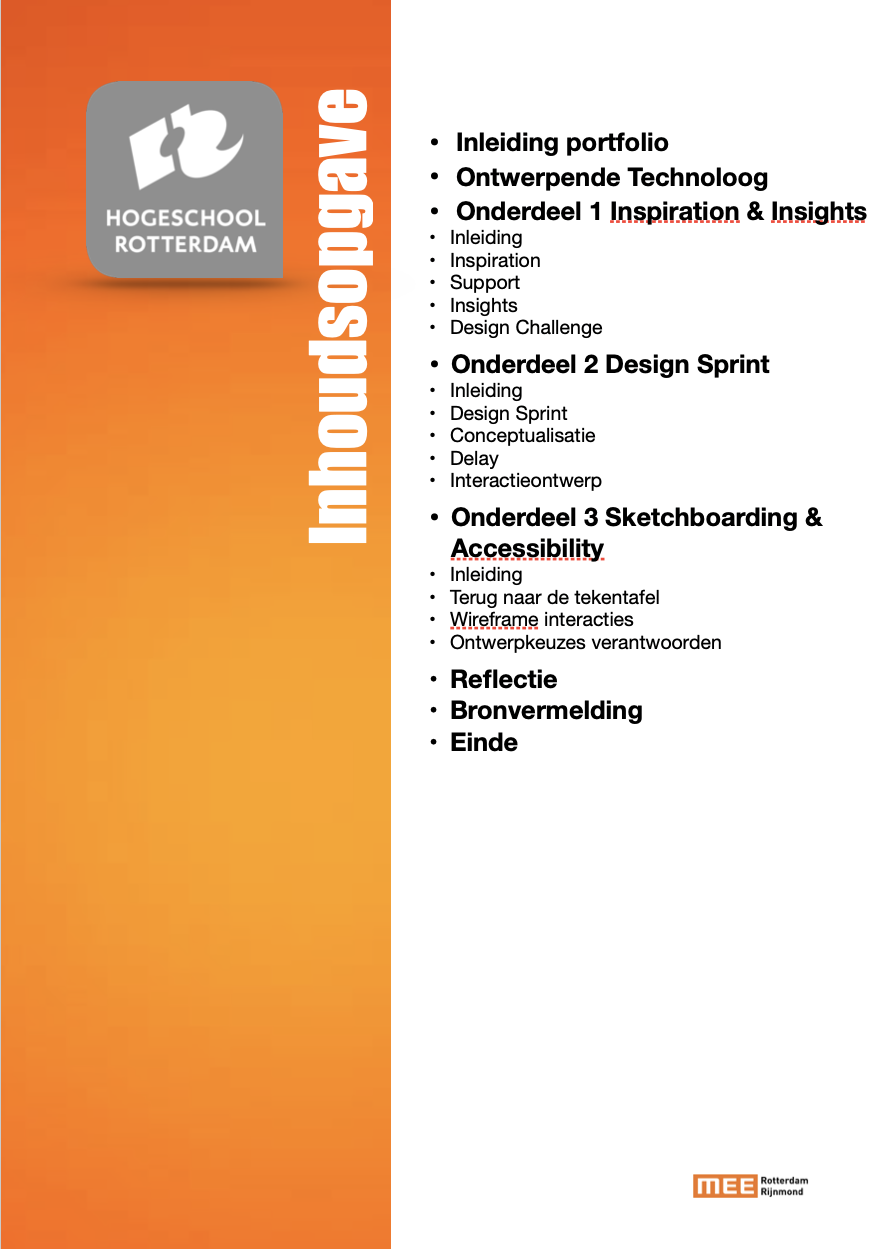 HOGESCHOOL
ROTTERDAM
Inhoudsopgave
• Inleiding portfolio
• Ontwerpende Technoloog
• Onderdeel 1 Inspiration & Insights
• Inleiding
• Inspiration
• Support
• Insights
• Design Challenge
• Onderdeel 2 Design Sprint
• Inleiding
• Design Sprint
• Conceptualisatie
• Delay
• Interactieontwerp
• Onderdeel 3 Sketchboarding &
Accessibility
• Inleiding
• Terug naar de tekentafel
• Wireframe interacties
• Ontwerpkeuzes verantwoorden
• Reflectie
• Bronvermelding
• Einde
MEE Rotterdam
Rijnmond